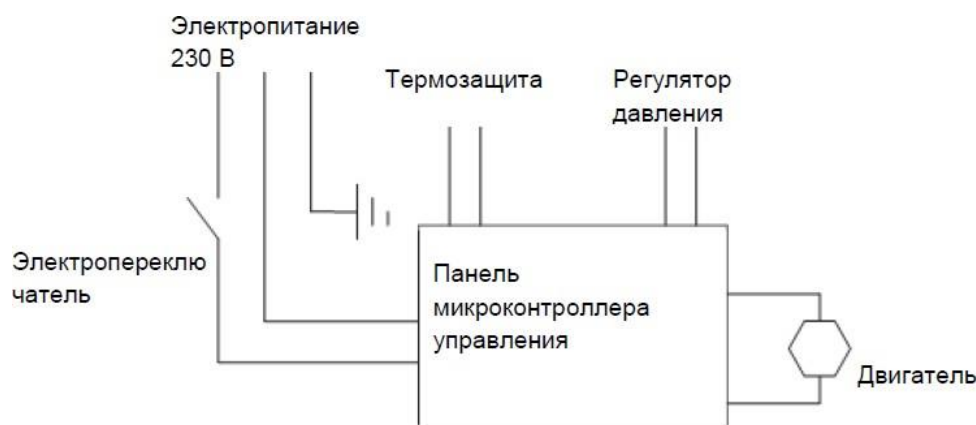 Электропитание
230 В
Термозащита
Регулятор
давления
Электропереклю
чатель
Панель
микроконтроллера
управления
Двигатель